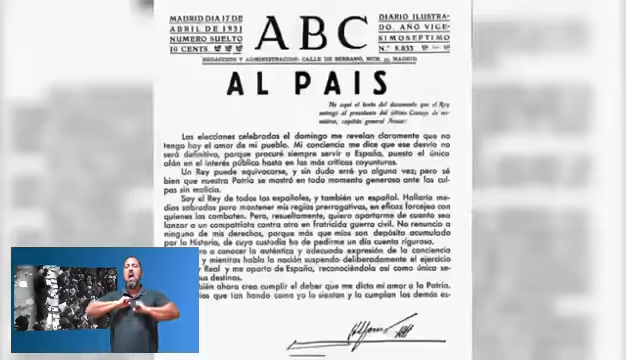 MADRID DIA 17 DE
ABRIL DE 1931
NUMERO SUELTO
10 CENTS.
ABC
DIARIO ILUSTRA-
DO. AÑO VIGE-
SIMOSEPTIMO
N.º 8.833
REDACCION Y ADMINISTRACION: CALLE DE SERRANO, NUM. 55, MADRID
AL PAIS
He aquí el texto del documento que el Rey
entregó al presidente del último Consejo de mi-
nistros, capitán general Aznar:
Las elecciones celebradas el domingo me revelan claramente que no
tengo hoy el amor de mi pueblo. Mi conciencia me dice que ese desvío no
será definitivo, porque procuré siempre servir a España, puesto el único
afán en el interés público hasta en las más críticas coyunturas.
Un Rey puede equivocarse, y sin duda erré yo alguna vez; pero sé
bien que nuestra Patria se mostró en todo momento generosa ante las cul-
pas sin malicia.
Soy el Rey de todos los españoles, y también un español. Hallaría me-
dios sobrados para mantener mis regias prerrogativas, en eficaz forcejeo con
quienes las combaten. Pero, resueltamente, quiero apartarme de cuanto sea
lanzar a un compatriota contra otro en fratricida guerra civil. No renuncio a
ninguno de mis derechos, porque más que míos son depósito acumulado
por la Historia, de cuya custodia ha de pedirme un día cuenta rigurosa.
a conocer la auténtica y adecuada expresión de la conciencia
y mientras habla la nación suspendo deliberadamente el ejercicio
Real y me aparto de España, reconociéndola así como única se-
sus destinos.
ahora creo cumplir el deber que me dicta mi amor a la Patria.
que tan hondo como yo lo sientan y lo cumplan los demás es-